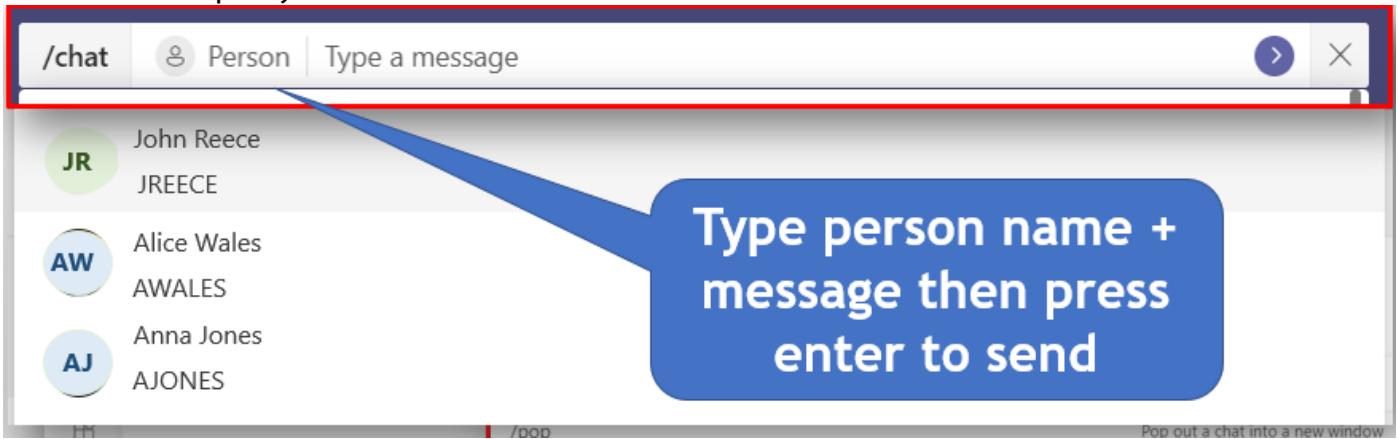 /chat Person Type a message
JR John Reece
JREECE
AW Alice Wales
AWALES
AJ Anna Jones
AJONES
Type person name +
message then press
enter to send
/pop Pop out a chat into a new window